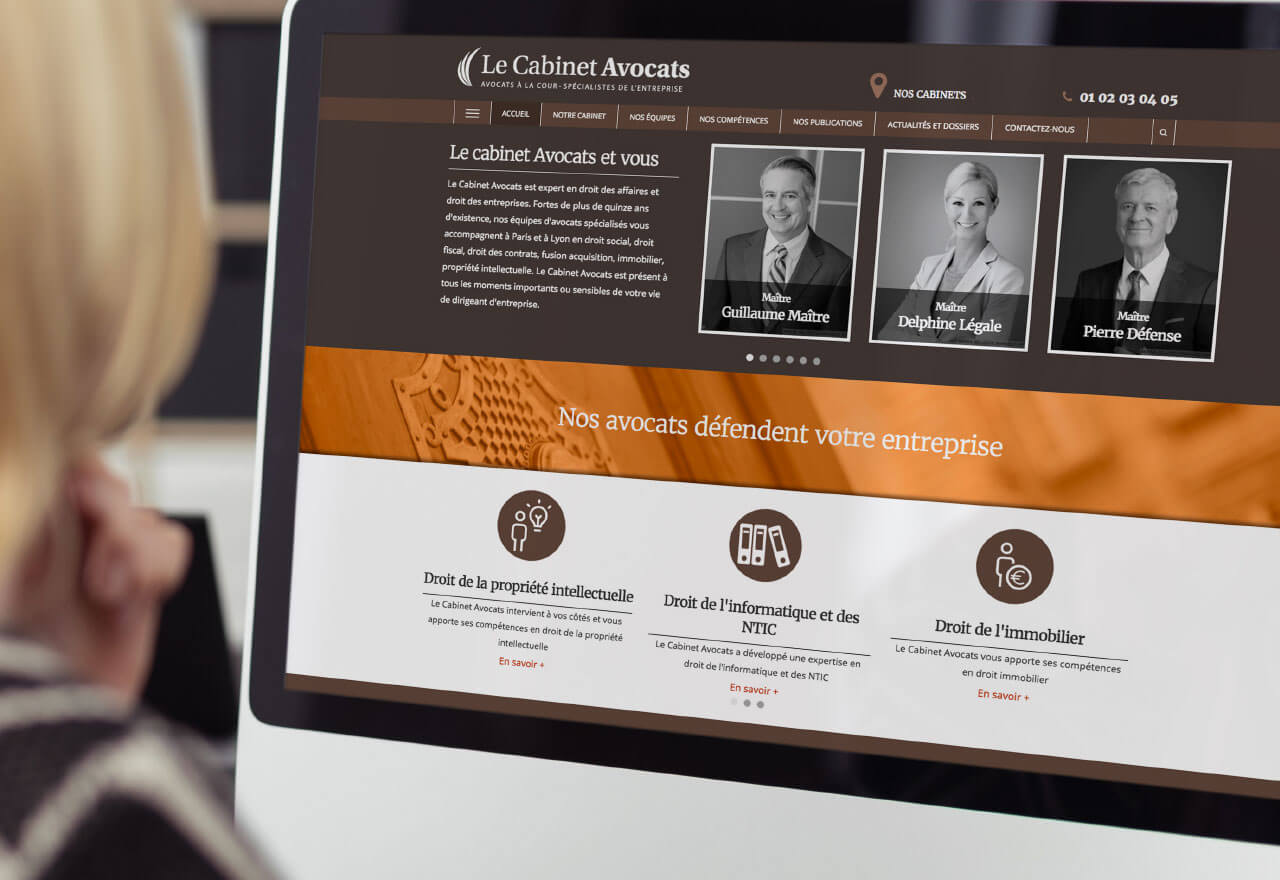 Le Cabinet Avocats
AVOCATS À LA COUR - SPÉCIALISTES DE L'ENTREPRISE
NOS CABINETS
01 02 03 04 05
ACCUEIL
NOTRE CABINET
NOS ÉQUIPES
NOS COMPÉTENCES
NOS PUBLICATIONS
ACTUALITÉS ET DOSSIERS
CONTACTEZ-NOUS
Le cabinet Avocats et vous
Le Cabinet Avocats est expert en droit des affaires et
droit des entreprises. Fortes de plus de quinze ans
d'existence, nos équipes d'avocats spécialisés vous
accompagnent à Paris et à Lyon en droit social, droit
fiscal, droit des contrats, fusion acquisition, immobilier,
propriété intellectuelle. Le Cabinet Avocats est présent à
tous les moments importants ou sensibles de votre vie
de dirigeant d'entreprise.
Maître
Guillaume Maître
Maître
Delphine Légale
Maître
Pierre Défense
Nos avocats défendent votre entreprise
Droit de la propriété intellectuelle
Le Cabinet Avocats intervient à vos côtés et vous
apporte ses compétences en droit de la propriété
intellectuelle
En savoir +
Droit de l'informatique et des
NTIC
Le Cabinet Avocats a développé une expertise en
droit de l'informatique et des NTIC
En savoir +
Droit de l'immobilier
Le Cabinet Avocats vous apporte ses compétences
en droit immobilier
En savoir +